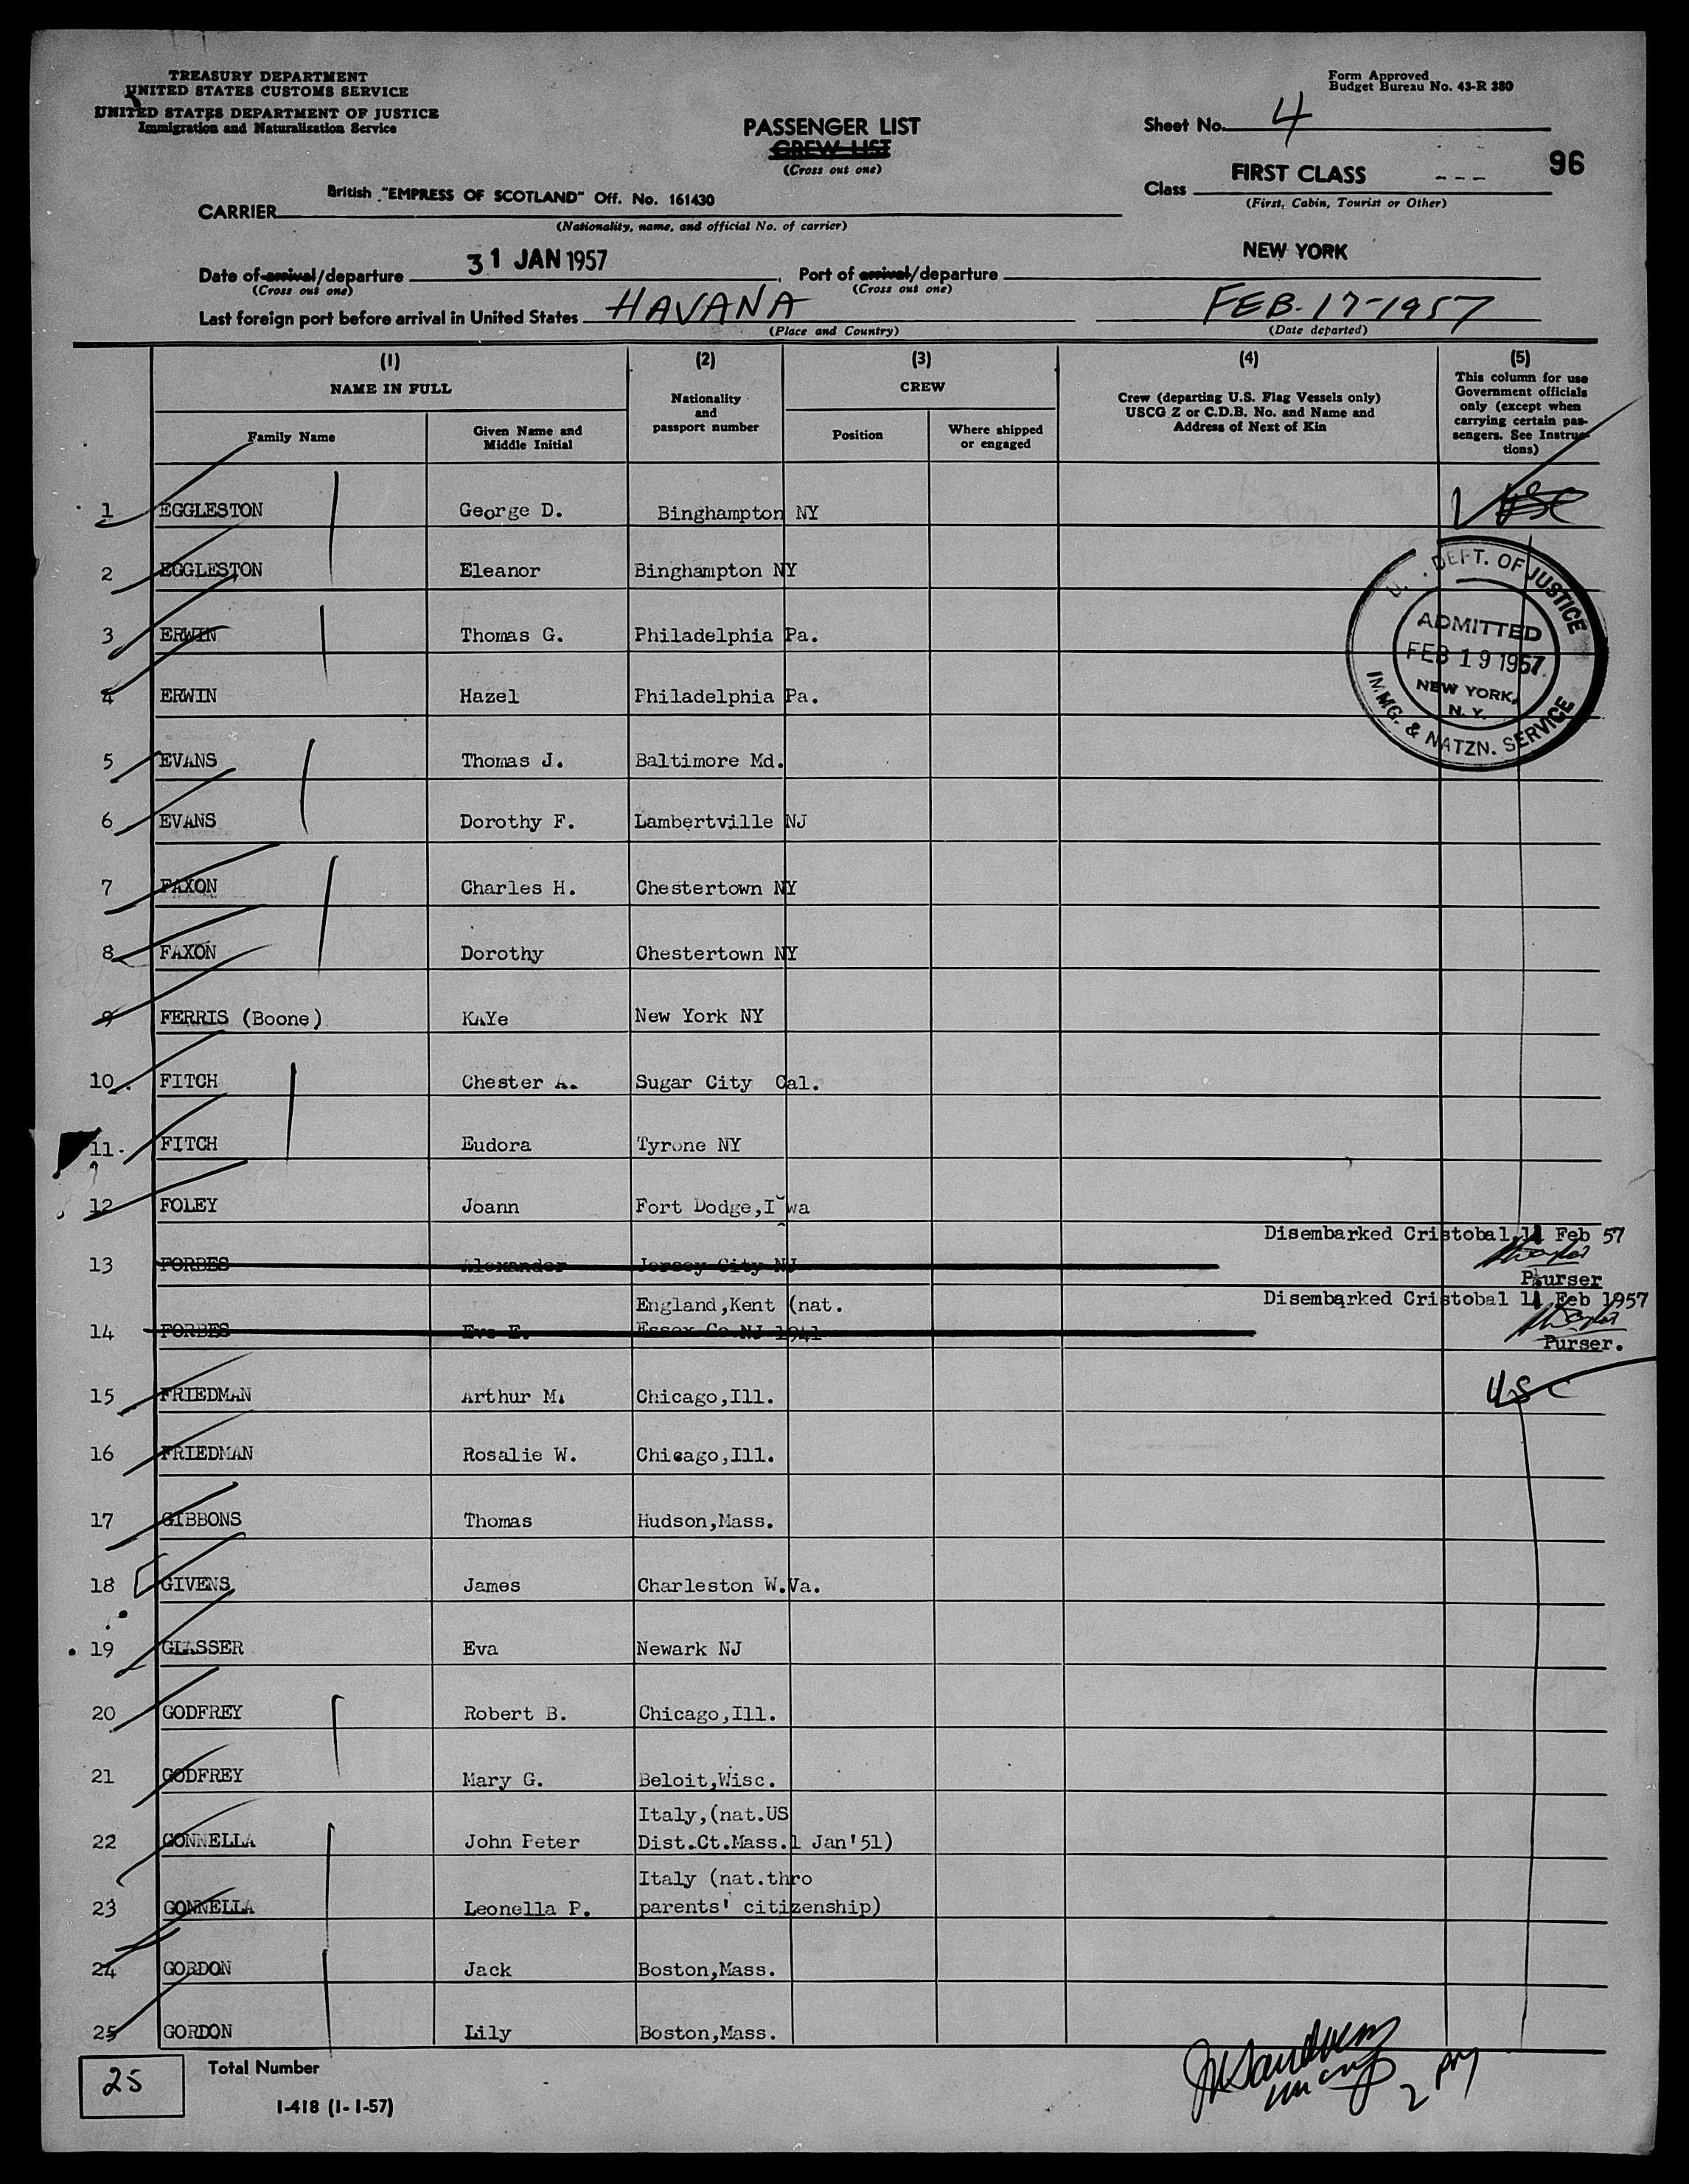 TREASURY DEPARTMENT
UNITED STATES CUSTOMS SERVICE
UNITED STATES DEPARTMENT OF JUSTICE
Immigration and Naturalization Service
Form Approved
Budget Bureau No. 43-R 380
PASSENGER LIST
CREW LIST
(Cross out one)
Sheet No. 4
96
Class FIRST CLASS ---
(First, Cabin, Tourist or Other)
CARRIER British "EMPRESS OF SCOTLAND" Off. No. 161430
(Nationality, name, and official No. of carrier)
Date of arrival/departure 31 JAN 1957, Port of arrival/departure NEW YORK
(Cross out one) (Cross out one)
Last foreign port before arrival in United States HAVANA FEB. 17-1957
(Place and Country) (Date departed)
(1) (2) (3) (4) (5)
NAME IN FULL
Family Name
Given Name and Middle Initial
Nationality and passport number
CREW
Position
Where shipped or engaged
Crew (departing U.S. Flag Vessels only)
USCG Z or C.D.B. No. and Name and
Address of Next of Kin
This column for use
Government officials
only (except when
carrying certain pas-
sengers. See Instruc-
tions)
1 EGGLESTON George D. Binghampton NY USC
2 EGGLESTON Eleanor Binghampton NY
3 ERWIN Thomas G. Philadelphia Pa.
4 ERWIN Hazel Philadelphia Pa.
U. DEPT. OF JUSTICE
ADMITTED
FEB 19 1957
NEW YORK,
N. Y.
IMMG. & NATZN. SERVICE
5 EVANS Thomas J. Baltimore Md.
6 EVANS Dorothy F. Lambertville NJ
7 FAXON Charles H. Chestertown NY
8 FAXON Dorothy Chestertown NY
9 FERRIS (Boone) KAYe New York NY
10. FITCH Chester A. Sugar City Cal.
11. FITCH Eudora Tyrone NY
12 FOLEY Joann Fort Dodge,Iowa
Disembarked Cristobal 11 Feb 57
13 FORBES Alexander Jersey City NJ
Purser
England,Kent (nat. Disembarked Cristobal 11 Feb 1957
14 FORBES Eve E. Essex Co.NJ 1941
Purser.
15 FRIEDMAN Arthur M. Chicago,Ill. USC
16 FRIEDMAN Rosalie W. Chicago,Ill.
17 GIBBONS Thomas Hudson,Mass.
18 GIVENS James Charleston W.Va.
19 GLASSER Eva Newark NJ
20 GODFREY Robert B. Chicago,Ill.
21 GODFREY Mary G. Beloit,Wisc.
Italy,(nat.US
22 GONNELLA John Peter Dist.Ct.Mass.1 Jan'51)
Italy (nat.thro
23 GONNELLA Leonella P. parents' citizenship)
24 GORDON Jack Boston,Mass.
25 GORDON Lily Boston,Mass.
25 Total Number
I-418 (1-1-57)